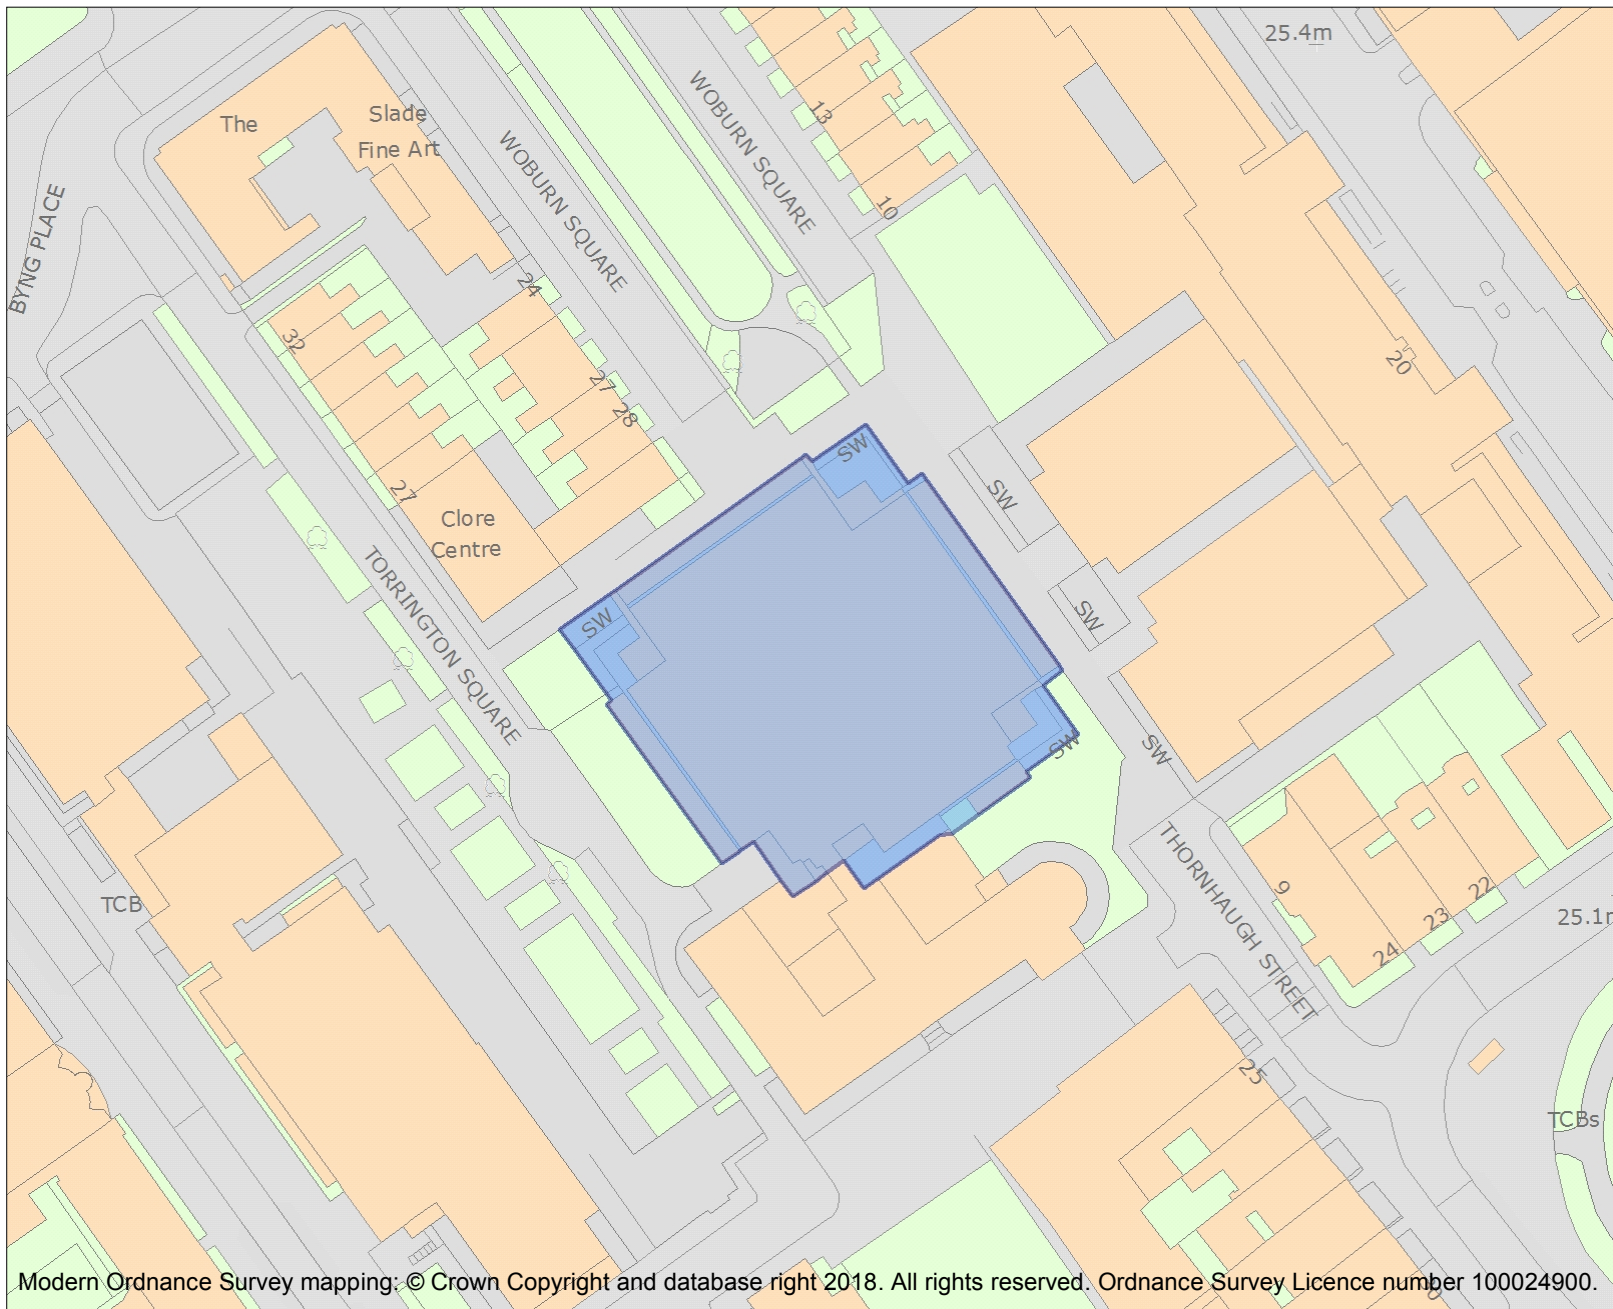 25.4m
The
Slade
Fine Art
WOBURN SQUARE
WOBURN SQUARE
13
10
BYNG PLACE
24
32
27
28
20
27
Clore
Centre
SW
SW
SW
SW
SW
SW
TORRINGTON SQUARE
THORNHAUGH STREET
9
22
23
24
TCB
25.1m
25
TCBs
Modern Ordnance Survey mapping: © Crown Copyright and database right 2018. All rights reserved. Ordnance Survey Licence number 100024900.